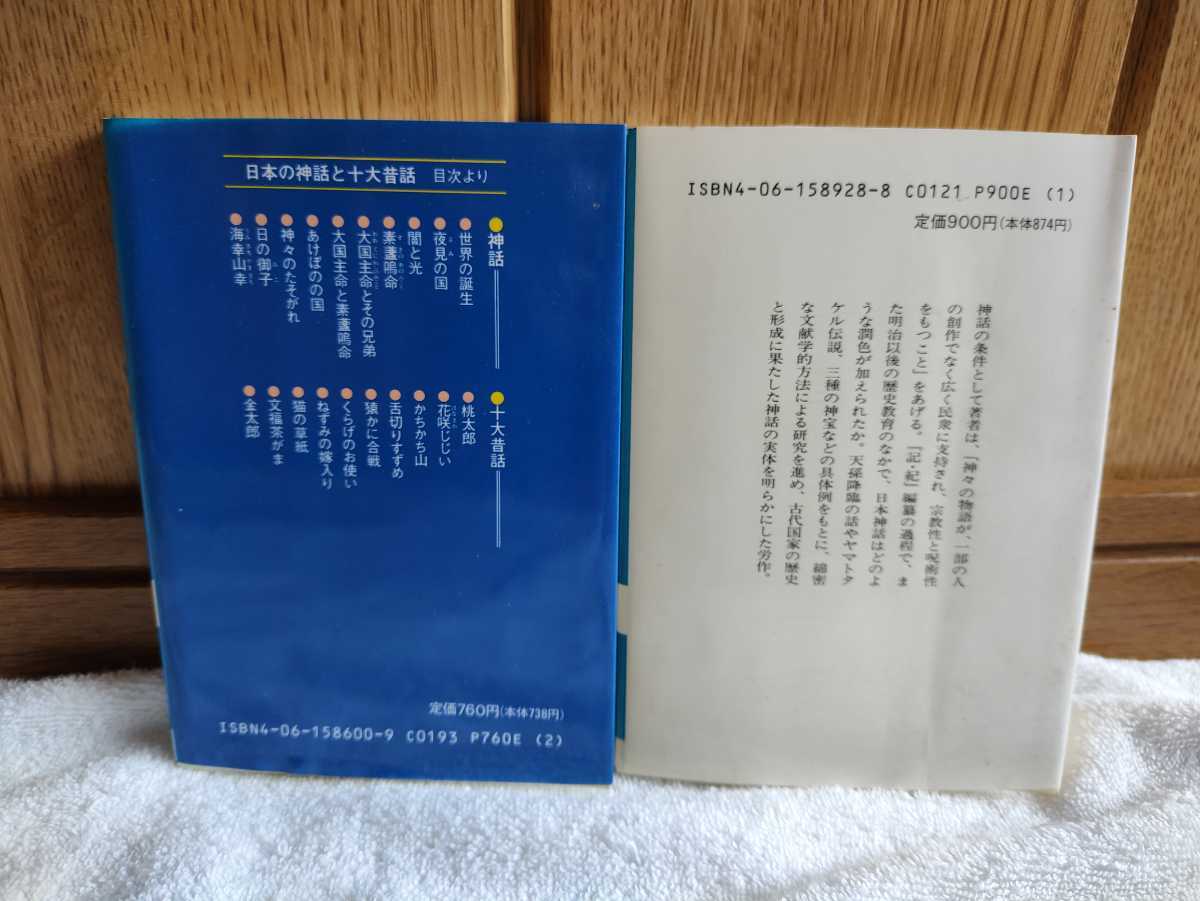 日本の神話と十大昔話 目次より
●神話
●世界の誕生
●夜見の国
●闇と光
●素盞嗚命
●大国主命とその兄弟
●大国主命と素盞嗚命
●あけぼのの国
●神々のたそがれ
●日の御子
●海幸山幸
●十大昔話
●桃太郎
●花咲じじい
●かちかち山
●舌切りすずめ
●猿かに合戦
●くらげのお使い
●ねずみの嫁入り
●猫の草紙
●文福茶がま
●金太郎
定価760円(本体738円)
ISBN4-06-158600-9 C0193 P760E (2)
ISBN4-06-158928-8 C0121 P900E (1)
定価900円(本体874円)
神話の条件として著者は、「神々の物語が、一部の人
の創作でなく広く民衆に支持され、宗教性と呪術性
をもつこと」をあげる。『記・紀』編纂の過程で、ま
た明治以後の歴史教育のなかで、日本神話はどのよ
うな潤色が加えられたか。天孫降臨の話やヤマトタ
ケル伝説、三種の神宝などの具体例をもとに、綿密
な文献学的方法による研究を進め、古代国家の歴史
と形成に果たした神話の実体を明らかにした労作。